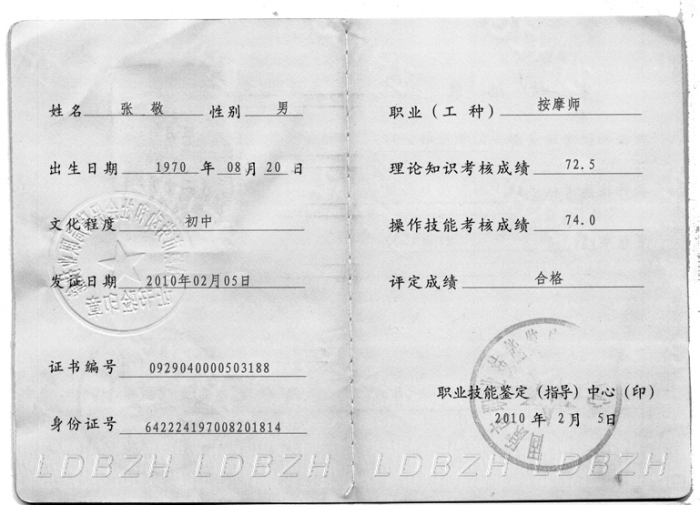 姓名 张 敬 性别 男
出生日期 1970 年 08 月 20 日
文化程度 初中
发证日期 2010年02月05日
证书编号 0929040000503188
身份证号 642224197008201814
LDBZH LDBZH
职业（工 种） 按摩师
理论知识考核成绩 72.5
操作技能考核成绩 74.0
评定成绩 合格
职业技能鉴定（指导）中心（印）
2010 年 2 月 5日
LDBZH LDBZH